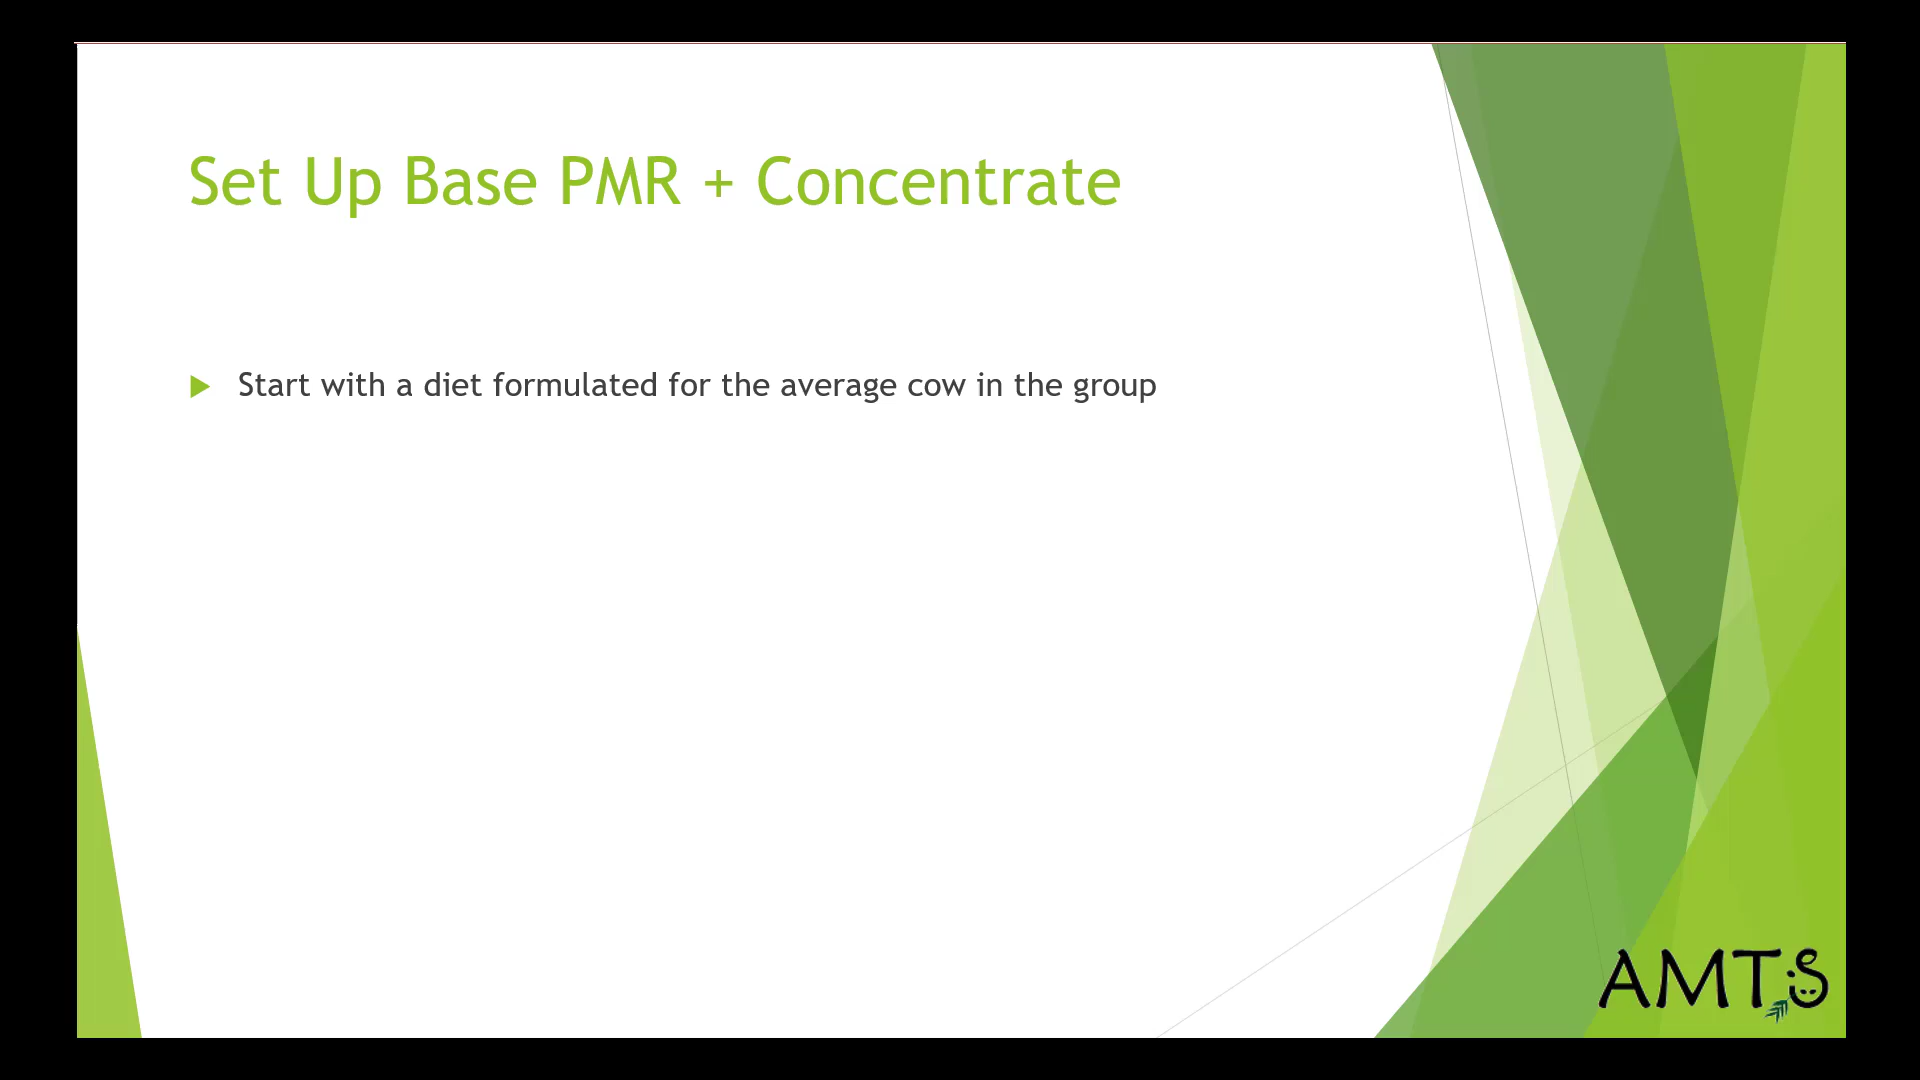 Set Up Base PMR + Concentrate
Start with a diet formulated for the average cow in the group
AMTS